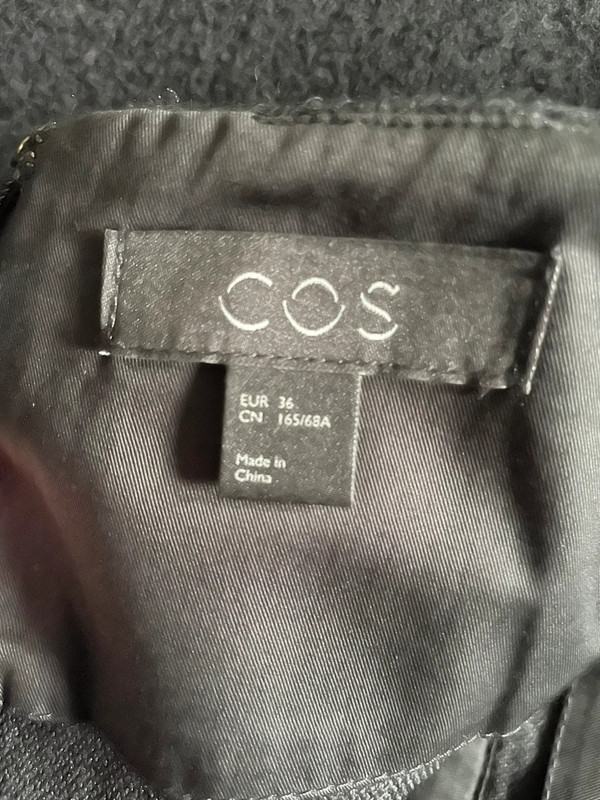 COS
EUR 36
CN 165/68A
Made in
China